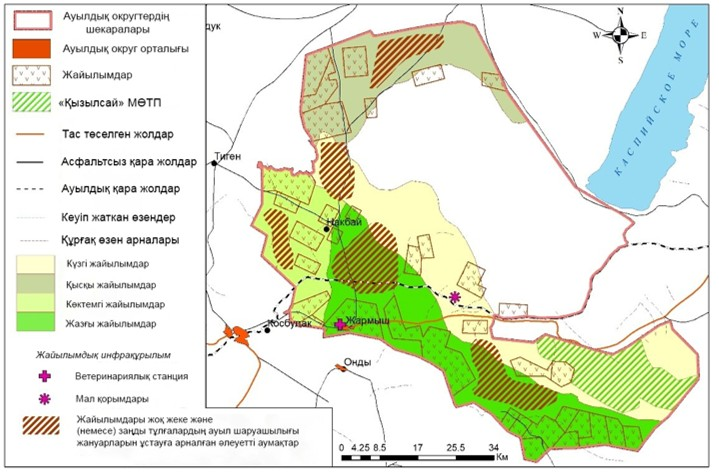 Ауылдық округтердің
шекаралары
Ауылдық округ орталығы
Жайылымдар
«Қызылсай» МӨТП
Тас төселген жолдар
Асфальтсыз қара жолдар
Ауылдық қара жолдар
Кеуіп жаткан өзендер
Құрғақ өзен арналары
Күзгі жайылымдар
Қысқы жайылымдар
Көктемгі жайылымдар
Жазғы жайылымдар
Жайылымдық инфрақұрылым
Ветеринариялық станция
Мал қорымдары
Жайылымдары жоқ жеке және
(немесе) заңды тұлғалардың ауыл шаруашылығы
жануарларын ұстауға арналған әлеуетті аумақтар
дук
Тиген
Накбай
Жармыш
Косбулак
Онды
КАСПИЙСКОЕ МОРЕ
N
W E
S
0 4.25 8.5 17 25.5 34
Км